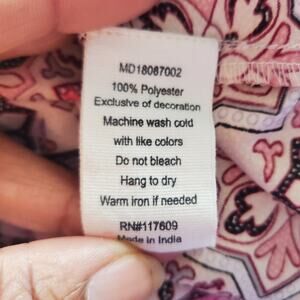 MD18087002
100% Polyester
Exclusive of decoration
Machine wash cold
with like colors
Do not bleach
Hang to dry
Warm iron if needed
RN#117609
Made in India